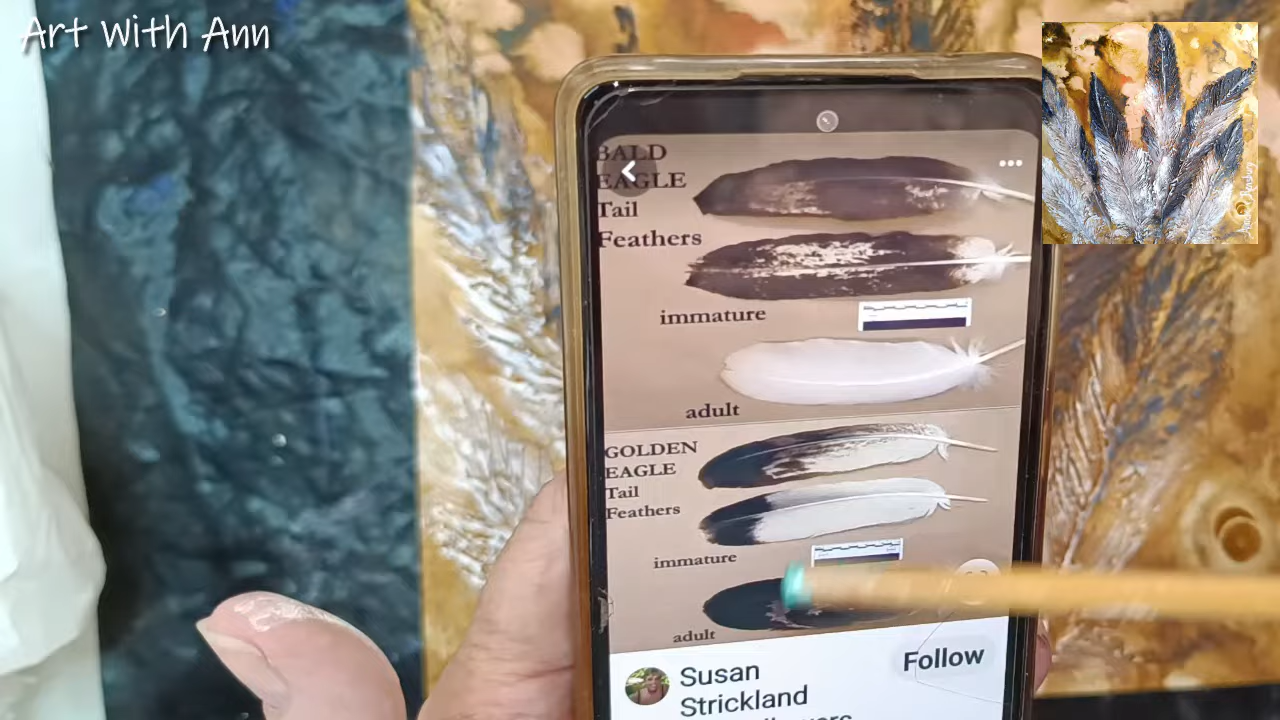 Art With Ann
BALD
EAGLE
Tail
Feathers
immature
adult
GOLDEN
EAGLE
Tail
Feathers
immature
adult
Susan
Strickland
Follow